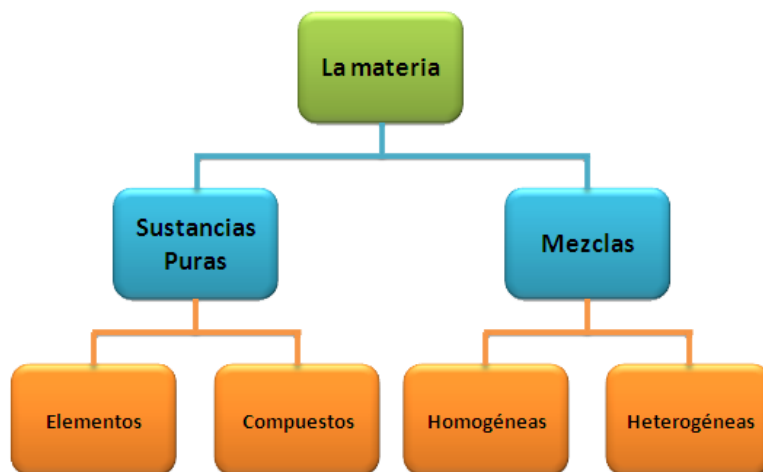 La materia
Sustancias
Puras
Mezclas
Elementos
Compuestos
Homogéneas
Heterogéneas